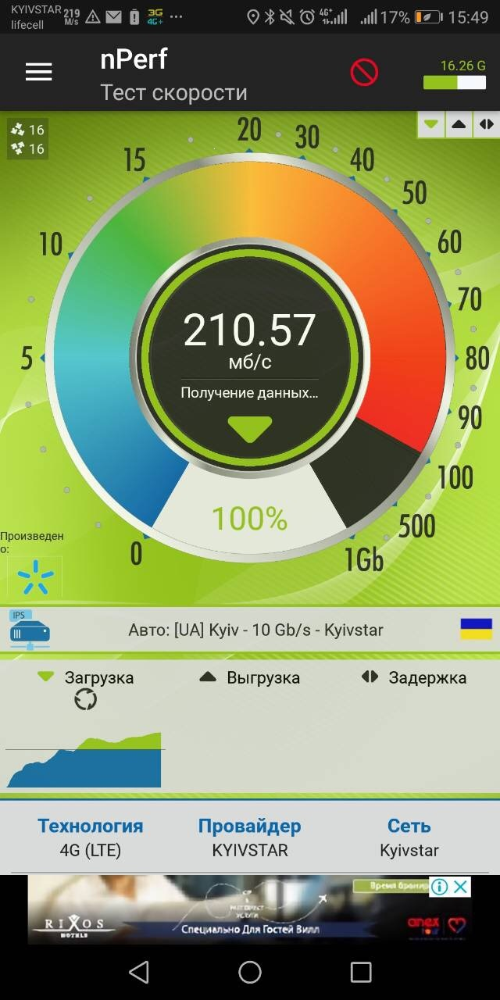 KYIVSTAR 219 M/s 3G 4G+ ... 4G+ 17% 15:49
lifecell
nPerf
Тест скорости
16.26 G
16
16
20
15
30
40
50
10
60
70
5
80
90
100
500
0
1Gb
210.57
мб/с
Получение данных...
100%
Произведен
о:
IPS
Авто: [UA] Kyiv - 10 Gb/s - Kyivstar
Загрузка Выгрузка Задержка
Технология Провайдер Сеть
4G (LTE) KYIVSTAR Kyivstar
RIXOS
HOTELS
Специально Для Гостей Вилл
anex
tour